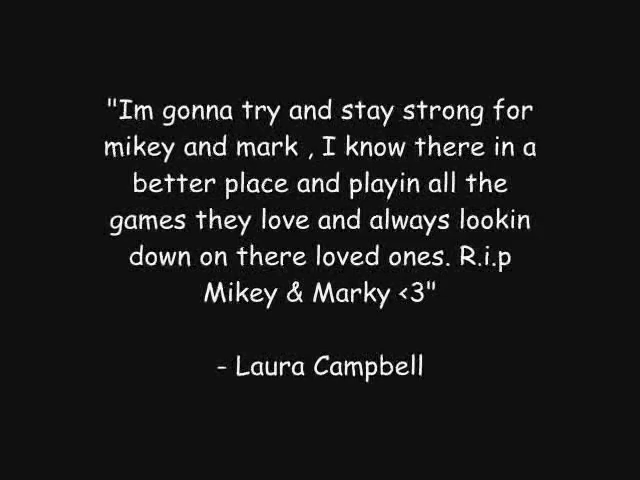 "Im gonna try and stay strong for
mikey and mark , I know there in a
better place and playin all the
games they love and always lookin
down on there loved ones. R.i.p
Mikey & Marky <3"
- Laura Campbell